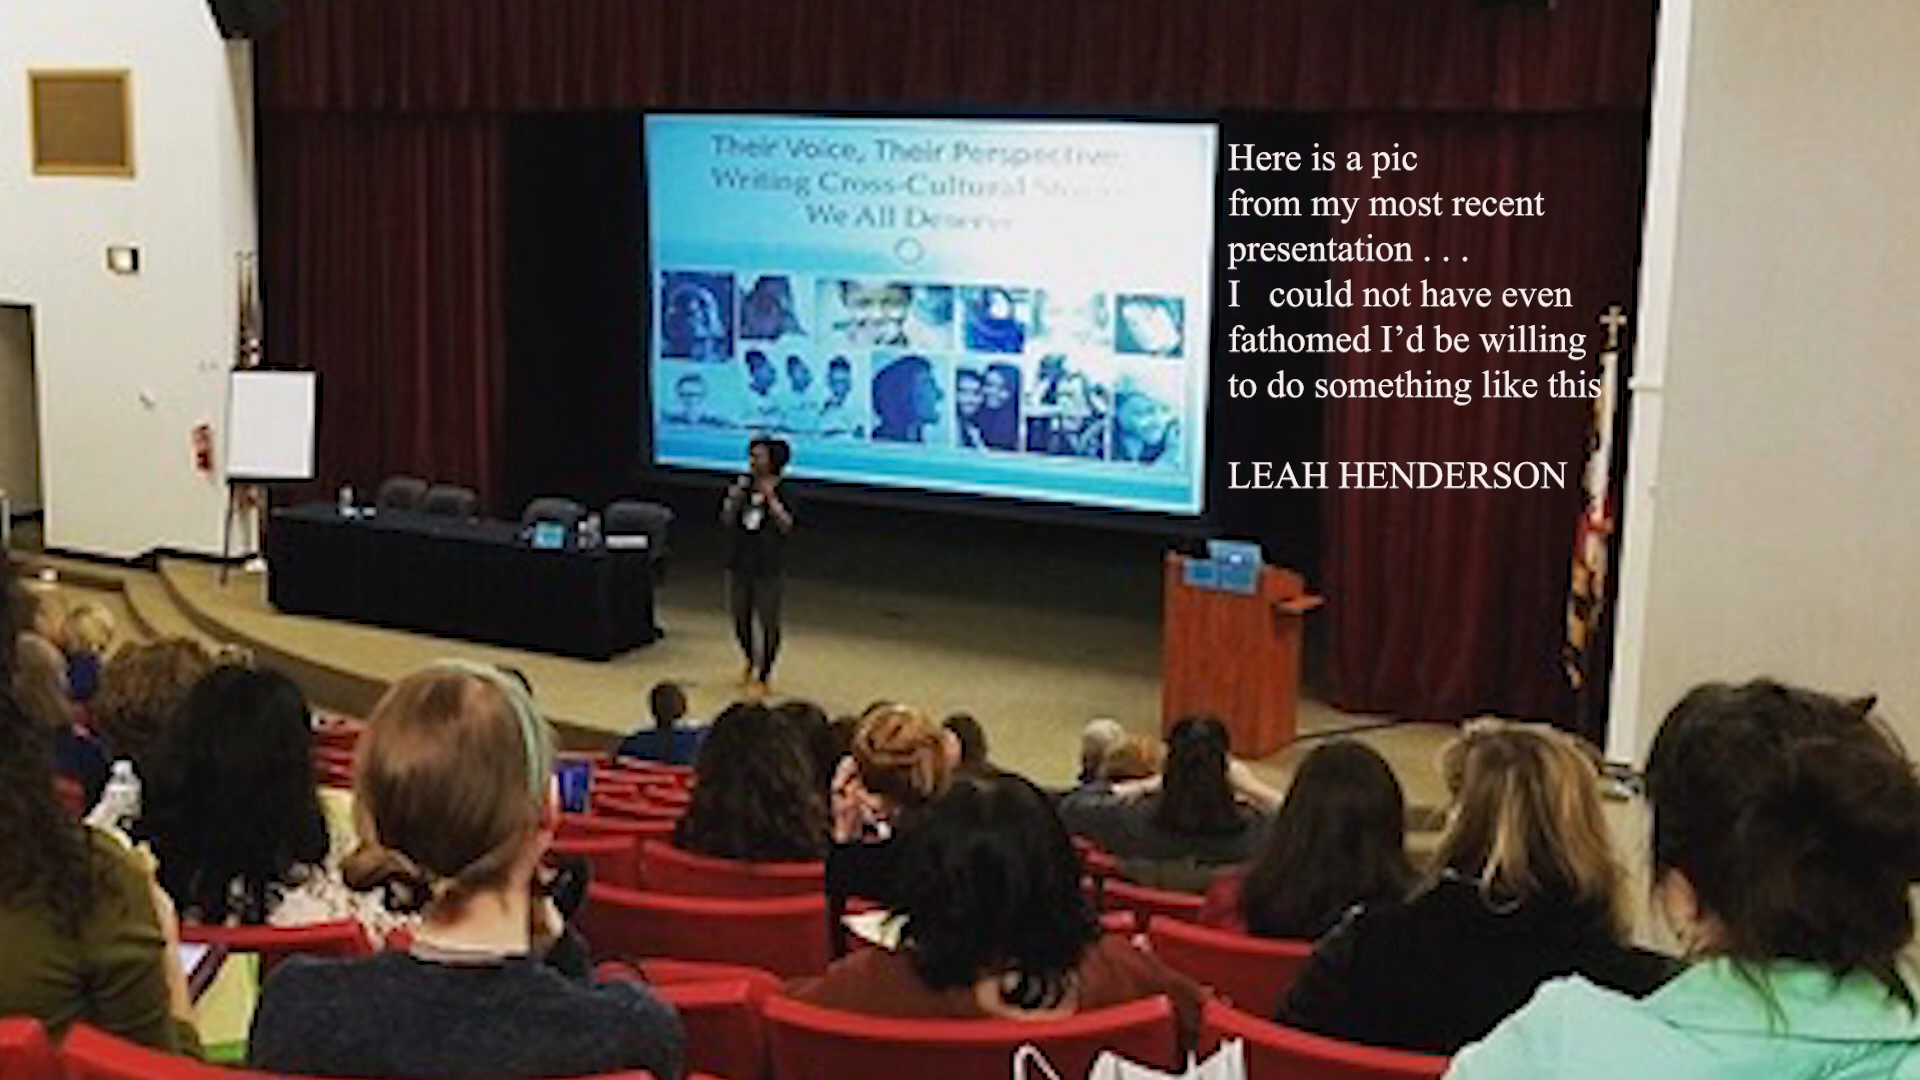 Their Voice, Their Perspective:
Writing Cross-Cultural
We All Deserve
Here is a pic
from my most recent
presentation . . .
I could not have even
fathomed I’d be willing
to do something like this
LEAH HENDERSON